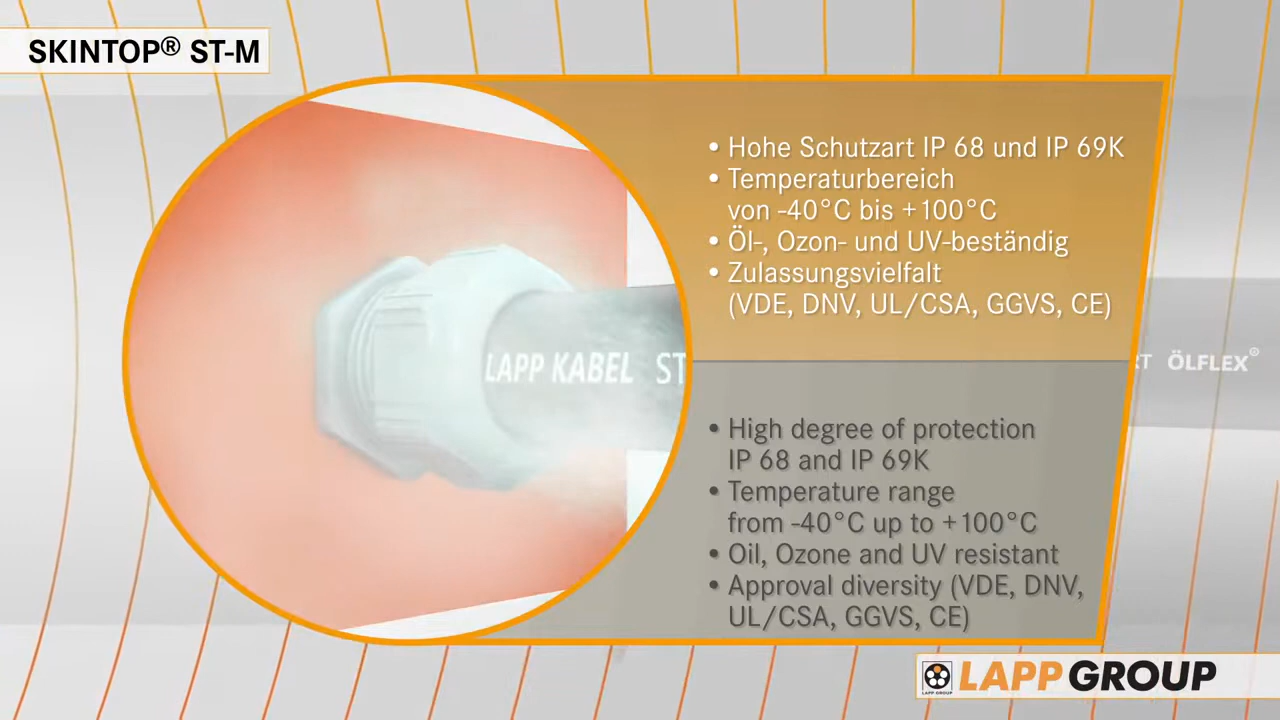 SKINTOP® ST-M
• Hohe Schutzart IP 68 und IP 69K
• Temperaturbereich
von -40°C bis +100°C
• Öl-, Ozon- und UV-beständig
• Zulassungsvielfalt
(VDE, DNV, UL/CSA, GGVS, CE)
LAPP KABEL ST
RT ÖLFLEX®
• High degree of protection
IP 68 and IP 69K
• Temperature range
from -40°C up to +100°C
• Oil, Ozone and UV resistant
• Approval diversity (VDE, DNV,
UL/CSA, GGVS, CE)
LAPP GROUP
LAPP GROUP